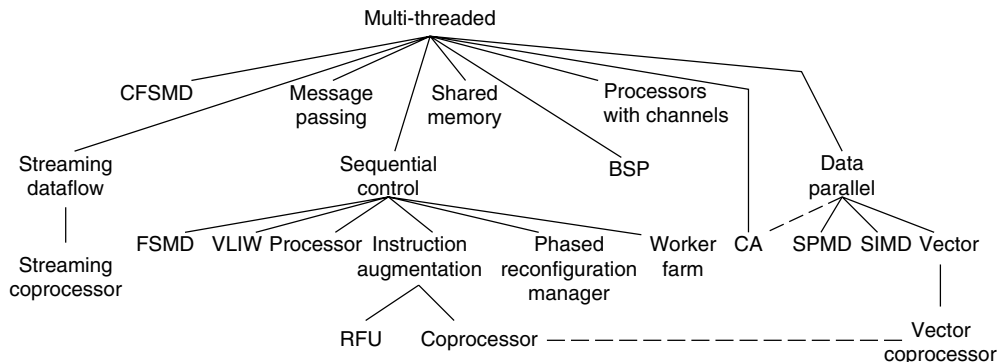 Multi-threaded
CFSMD
Message
passing
Shared
memory
Processors
with channels
Streaming
dataflow
Sequential
control
BSP
Data
parallel
FSMD
VLIW
Processor
Instruction
augmentation
Phased
reconfiguration
manager
Worker
farm
CA
SPMD
SIMD
Vector
Streaming
coprocessor
RFU
Coprocessor
Vector
coprocessor